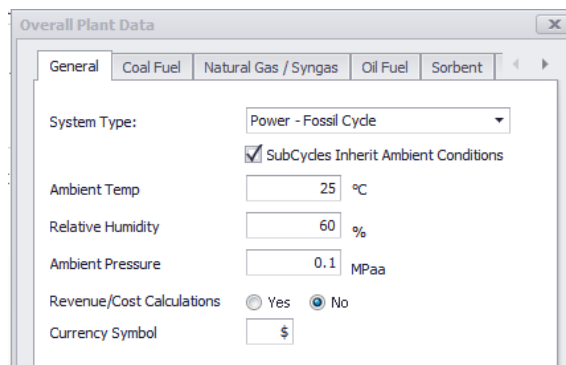 Overall Plant Data
General Coal Fuel Natural Gas / Syngas Oil Fuel Sorbent
System Type: Power - Fossil Cycle
SubCycles Inherit Ambient Conditions
Ambient Temp 25 ºC
Relative Humidity 60 %
Ambient Pressure 0.1 MPaa
Revenue/Cost Calculations Yes No
Currency Symbol $